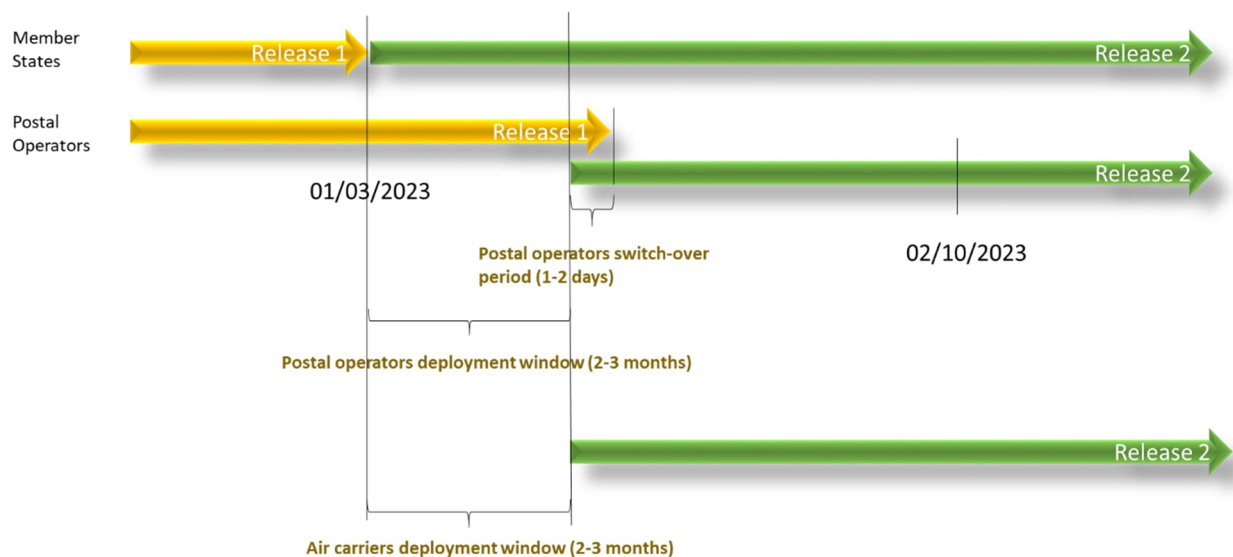 Member
States
Release 1
Release 2
Postal
Operators
Release 1
Release 2
01/03/2023
02/10/2023
Postal operators switch-over
period (1-2 days)
Postal operators deployment window (2-3 months)
Release 2
Air carriers deployment window (2-3 months)